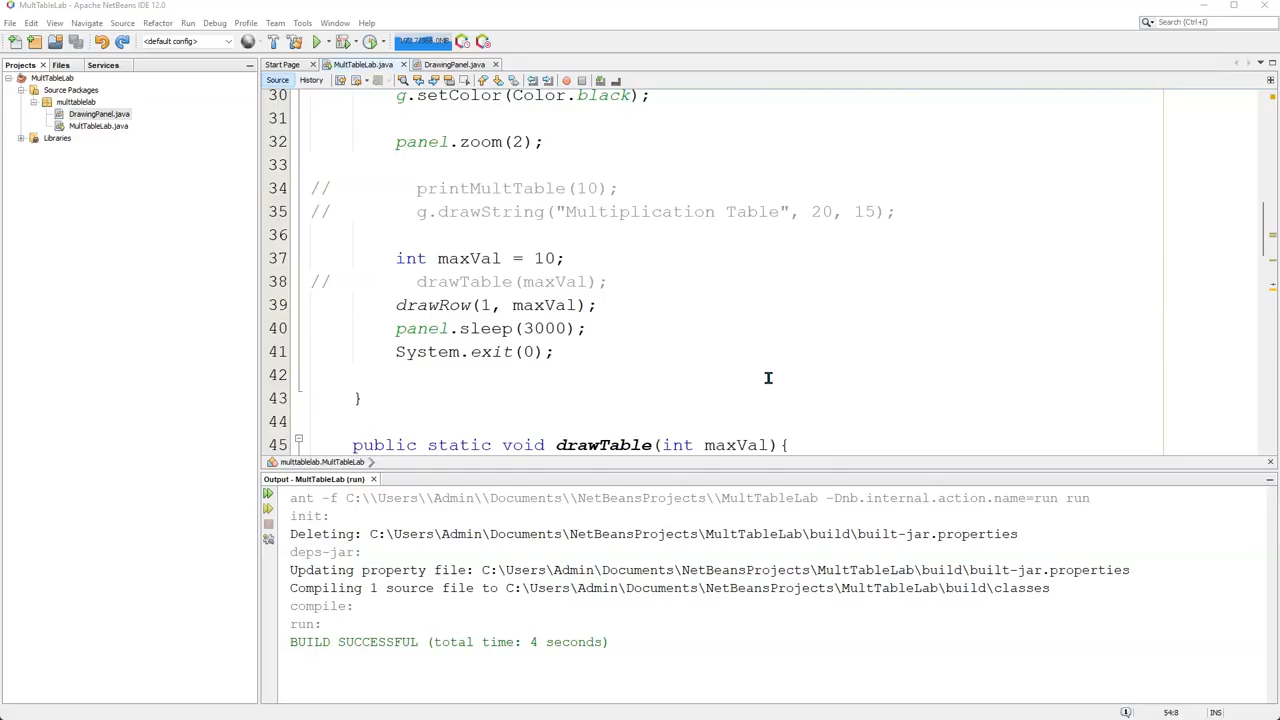 MultTableLab - Apache NetBeans IDE 12.0
File Edit View Navigate Source Refactor Run Debug Profile Team Tools Window Help
Search (Ctrl+I)
<default config>
Projects Files Services
Start Page MultTableLab.java DrawingPanel.java
MultTableLab
Source Packages
multtablelab
DrawingPanel.java
MultTableLab.java
Libraries
Source History
30 g.setColor(Color.black);
31
32 panel.zoom(2);
33
34 // printMultTable(10);
35 // g.drawString("Multiplication Table", 20, 15);
36
37 int maxVal = 10;
38 // drawTable(maxVal);
39 drawRow(1, maxVal);
40 panel.sleep(3000);
41 System.exit(0);
42
43 }
44
45 public static void drawTable(int maxVal){
multtablelab.MultTableLab
Output - MultTableLab (run)
ant -f C:\\Users\\Admin\\Documents\\NetBeansProjects\\MultTableLab -Dnb.internal.action.name=run run
init:
Deleting: C:\Users\Admin\Documents\NetBeansProjects\MultTableLab\build\built-jar.properties
deps-jar:
Updating property file: C:\Users\Admin\Documents\NetBeansProjects\MultTableLab\build\built-jar.properties
Compiling 1 source file to C:\Users\Admin\Documents\NetBeansProjects\MultTableLab\build\classes
compile:
run:
BUILD SUCCESSFUL (total time: 4 seconds)
54:8 INS